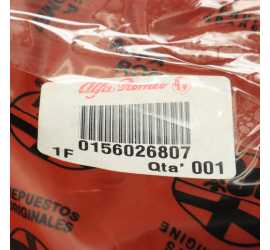 Alfa Romeo
0156026807
1F
Qta' 001
REPUESTOS
ORIGINALES